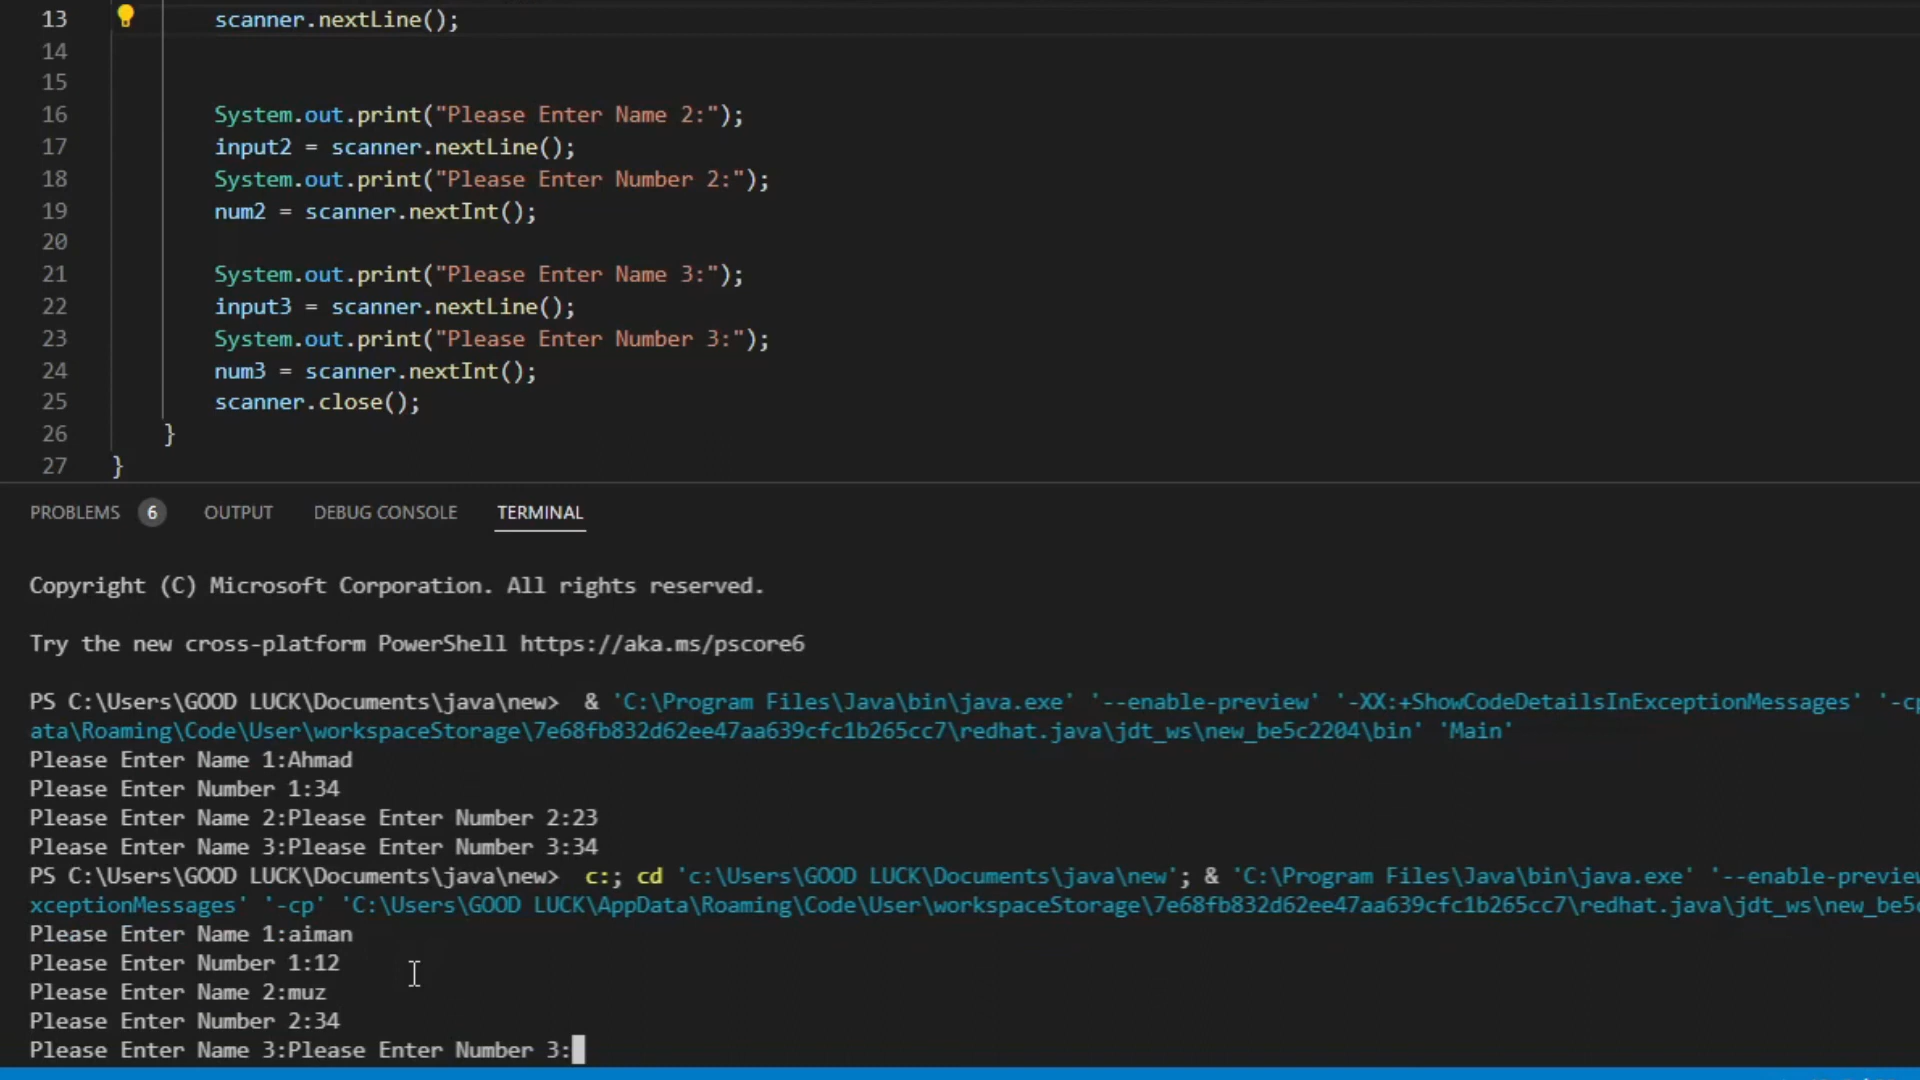 13 scanner.nextLine();
14
15
16 System.out.print("Please Enter Name 2:");
17 input2 = scanner.nextLine();
18 System.out.print("Please Enter Number 2:");
19 num2 = scanner.nextInt();
20
21 System.out.print("Please Enter Name 3:");
22 input3 = scanner.nextLine();
23 System.out.print("Please Enter Number 3:");
24 num3 = scanner.nextInt();
25 scanner.close();
26 }
27 }
PROBLEMS 6 OUTPUT DEBUG CONSOLE TERMINAL
Copyright (C) Microsoft Corporation. All rights reserved.
Try the new cross-platform PowerShell https://aka.ms/pscore6
PS C:\Users\GOOD LUCK\Documents\java\new> & 'C:\Program Files\Java\bin\java.exe' '--enable-preview' '-XX:+ShowCodeDetailsInExceptionMessages' '-cp
ata\Roaming\Code\User\workspaceStorage\7e68fb832d62ee47aa639cfc1b265cc7\redhat.java\jdt_ws\new_be5c2204\bin' 'Main'
Please Enter Name 1:Ahmad
Please Enter Number 1:34
Please Enter Name 2:Please Enter Number 2:23
Please Enter Name 3:Please Enter Number 3:34
PS C:\Users\GOOD LUCK\Documents\java\new> c:; cd 'c:\Users\GOOD LUCK\Documents\java\new'; & 'C:\Program Files\Java\bin\java.exe' '--enable-preview
xceptionMessages' '-cp' 'C:\Users\GOOD LUCK\AppData\Roaming\Code\User\workspaceStorage\7e68fb832d62ee47aa639cfc1b265cc7\redhat.java\jdt_ws\new_be5c
Please Enter Name 1:aiman
Please Enter Number 1:12
Please Enter Name 2:muz
Please Enter Number 2:34
Please Enter Name 3:Please Enter Number 3: